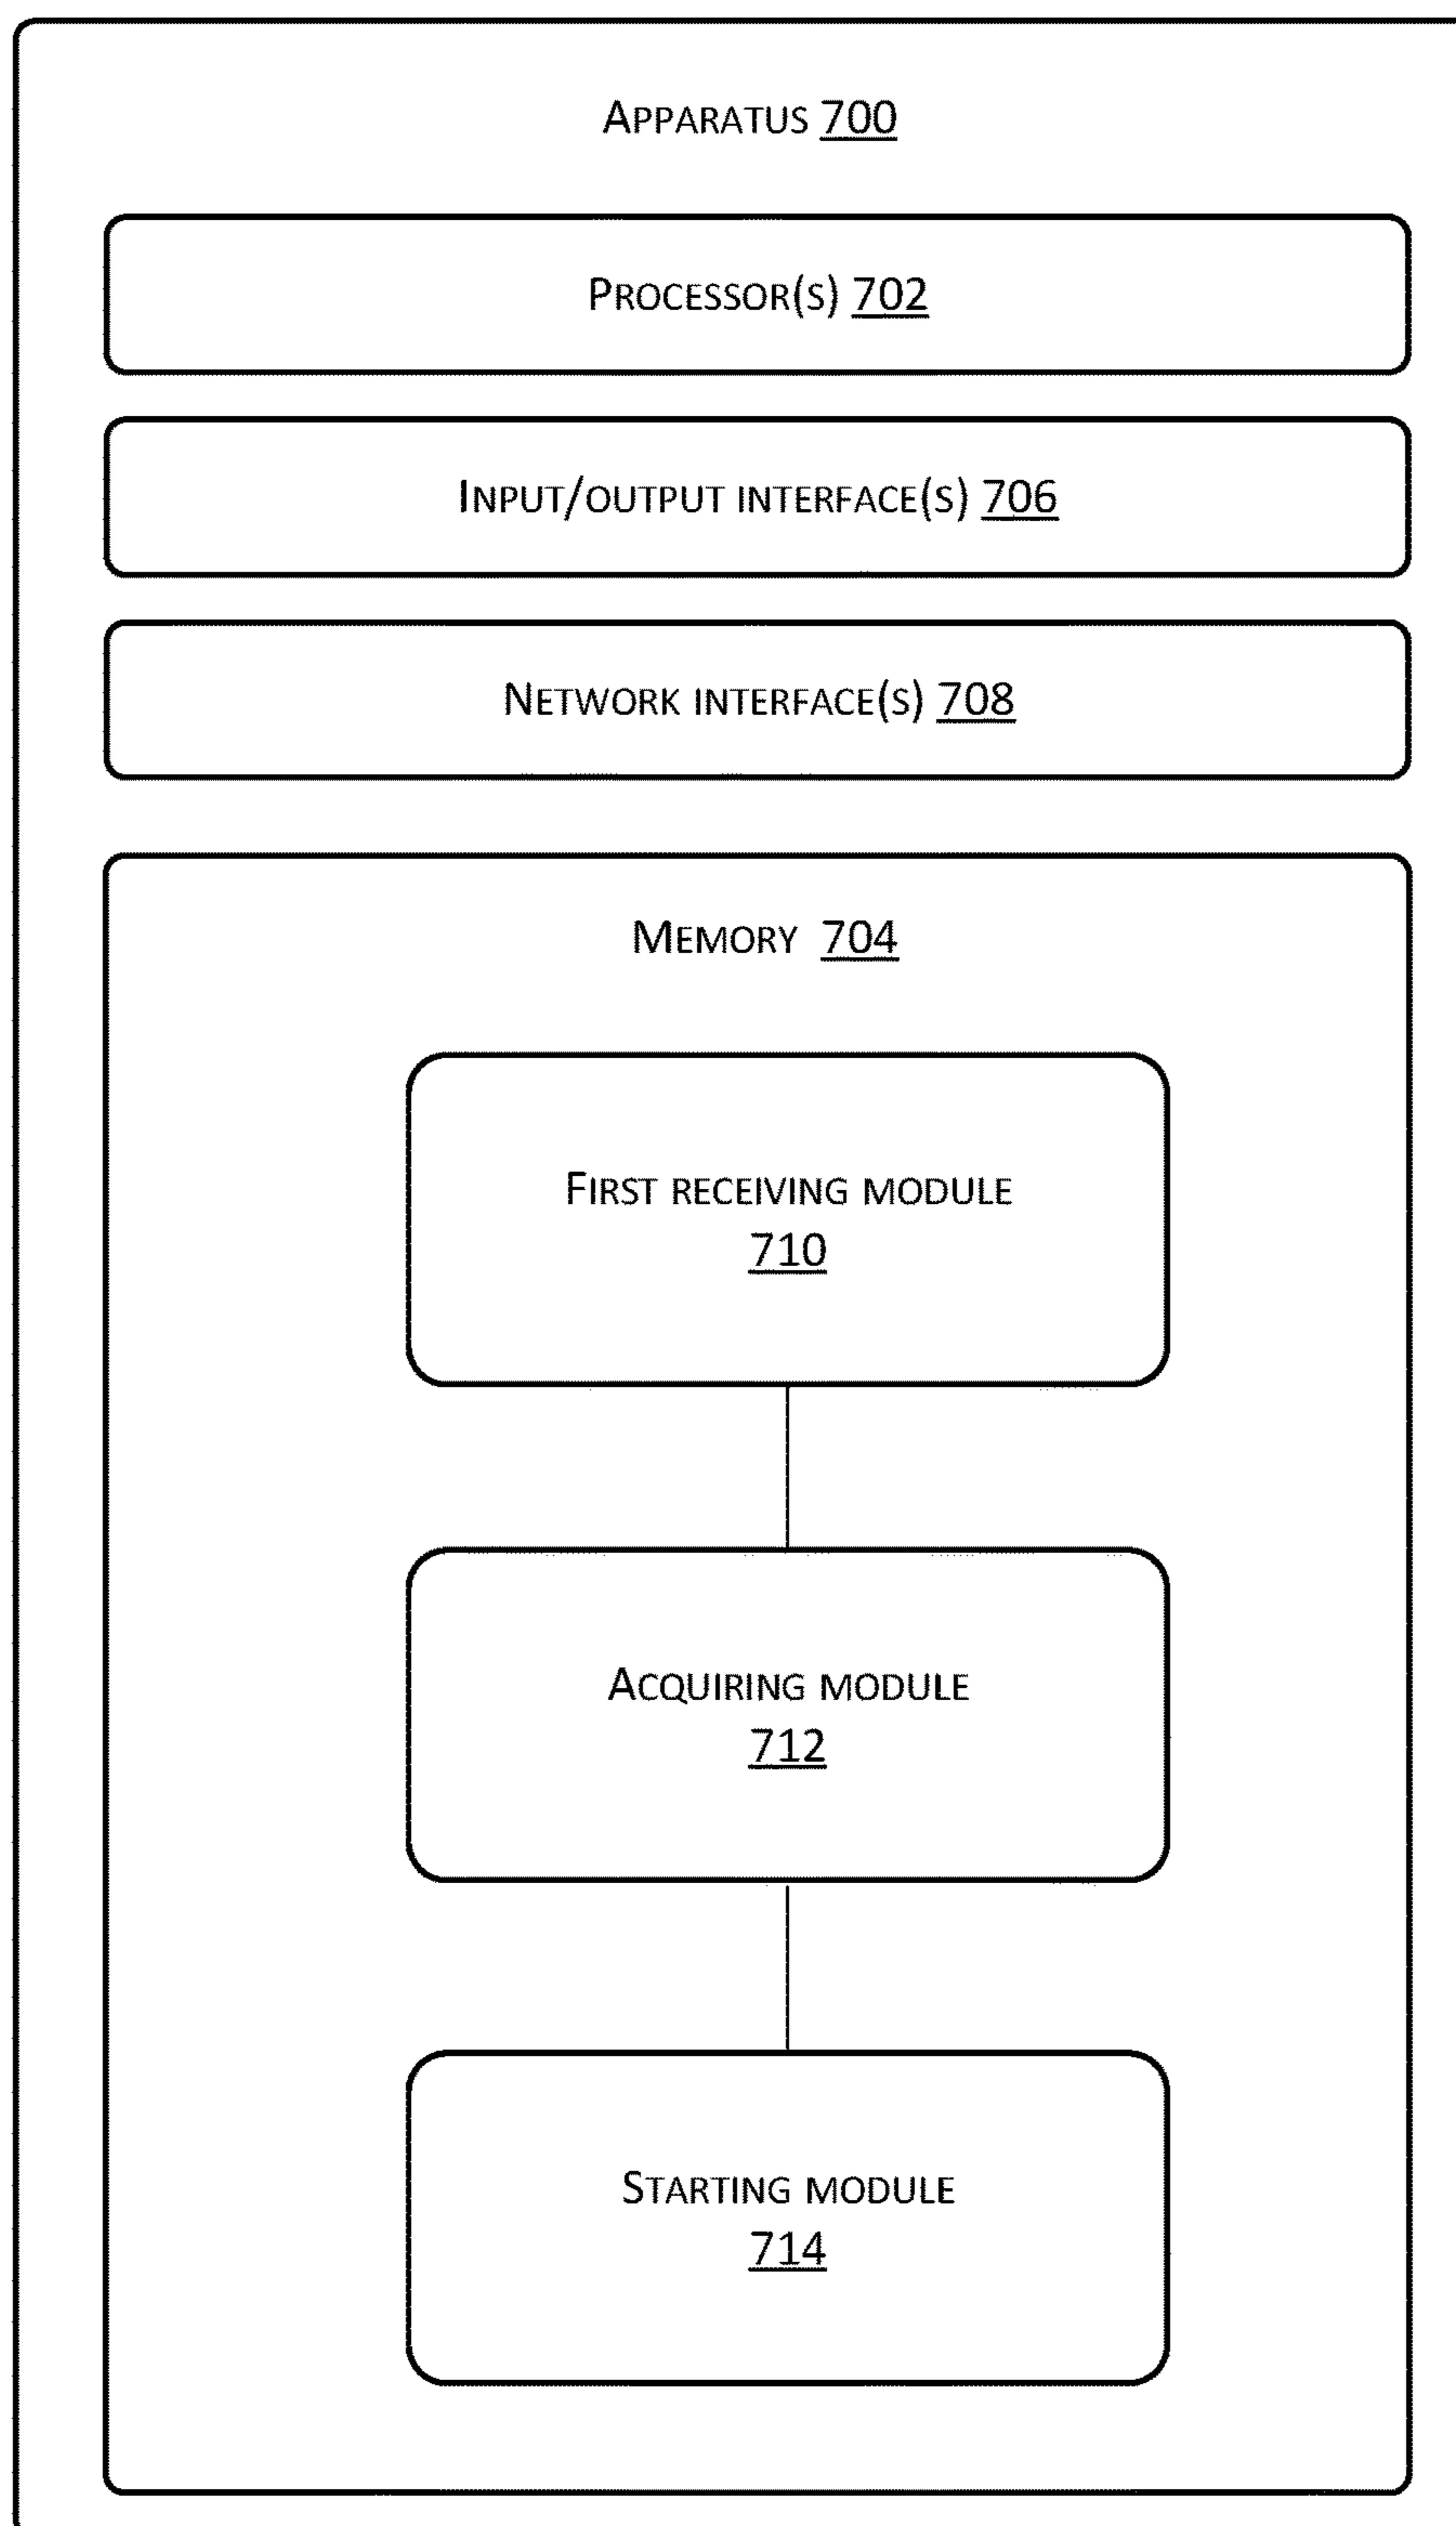 APPARATUS 700
PROCESSOR(S) 702
INPUT/OUTPUT INTERFACE(S) 706
NETWORK INTERFACE(S) 708
MEMORY 704
FIRST RECEIVING MODULE
710
ACQUIRING MODULE
712
STARTING MODULE
714